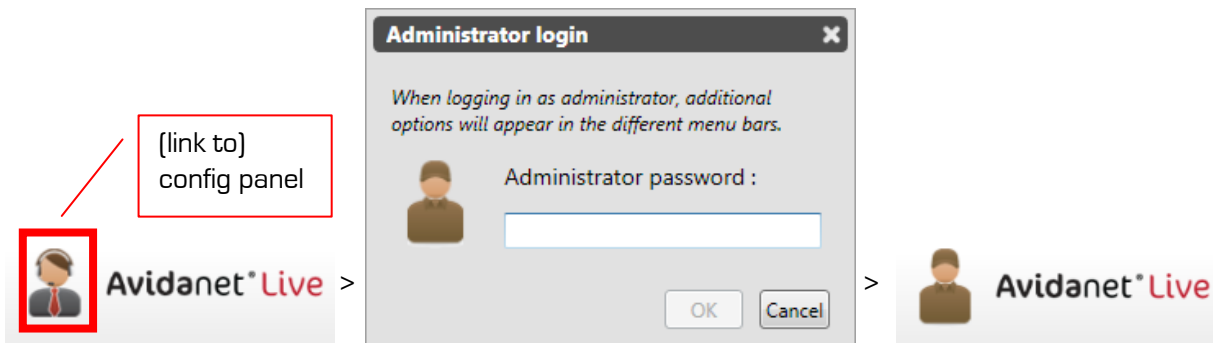 Administrator login
When logging in as administrator, additional
options will appear in the different menu bars.
(link to)
config panel
Administrator password :
Avidanet® Live
>
OK
Cancel
>
Avidanet® Live